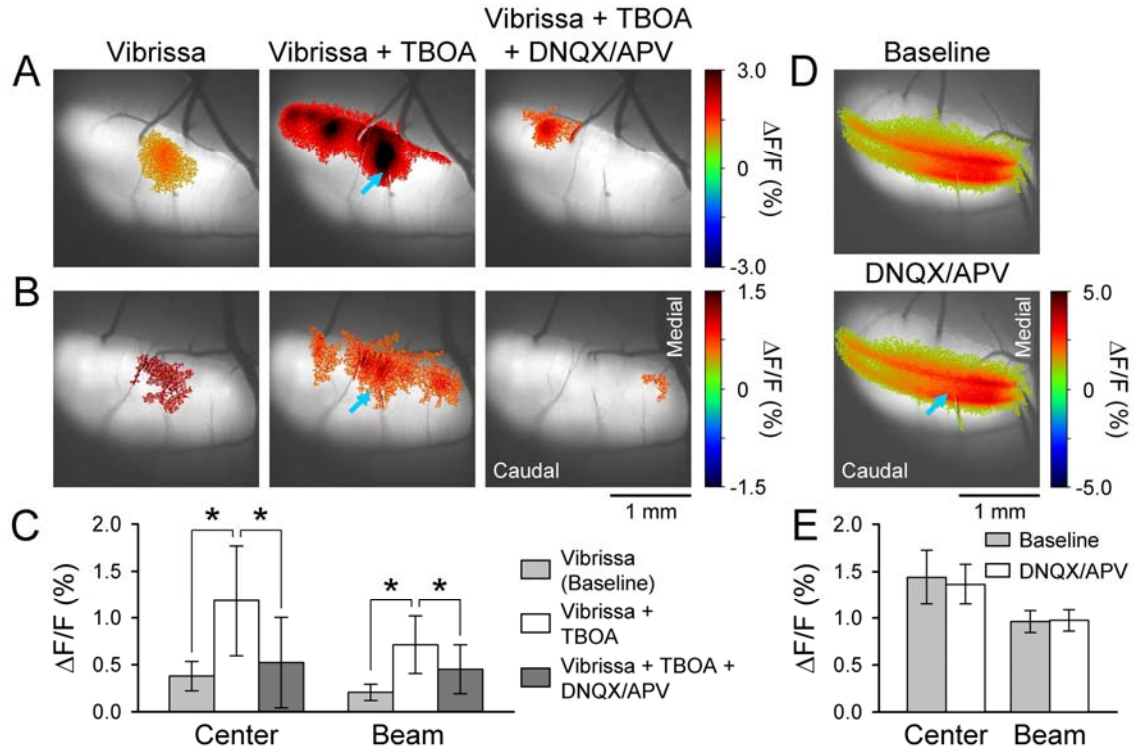 A
Vibrissa
Vibrissa + TBOA
Vibrissa + TBOA
+ DNQX/APV
3.0
0
-3.0
ΔF/F (%)
D
Baseline
B
Medial
Caudal
1.5
0
-1.5
ΔF/F (%)
1 mm
DNQX/APV
Medial
Caudal
5.0
0
-5.0
ΔF/F (%)
1 mm
C
ΔF/F (%)
2.0
1.5
1.0
0.5
0.0
* *
* *
Center
Beam
Vibrissa
(Baseline)
Vibrissa +
TBOA
Vibrissa + TBOA +
DNQX/APV
E
ΔF/F (%)
2.0
1.5
1.0
0.5
0.0
Baseline
DNQX/APV
Center
Beam